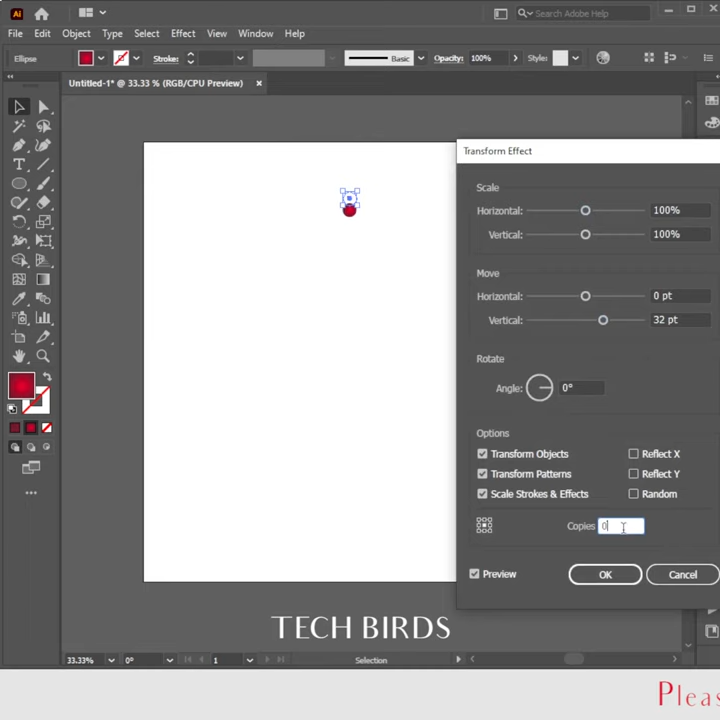 Ai
Search Adobe Help
File Edit Object Type Select Effect View Window Help
Ellipse Stroke: Basic Opacity: 100% Style:
Untitled-1* @ 33.33 % (RGB/CPU Preview) ×
Transform Effect
Scale
Horizontal: 100%
Vertical: 100%
Move
Horizontal: 0 pt
Vertical: 32 pt
Rotate
Angle: 0°
Options
Transform Objects Reflect X
Transform Patterns Reflect Y
Scale Strokes & Effects Random
Copies 0
Preview OK Cancel
TECH BIRDS
33.33% 0° 1 Selection
Pleas